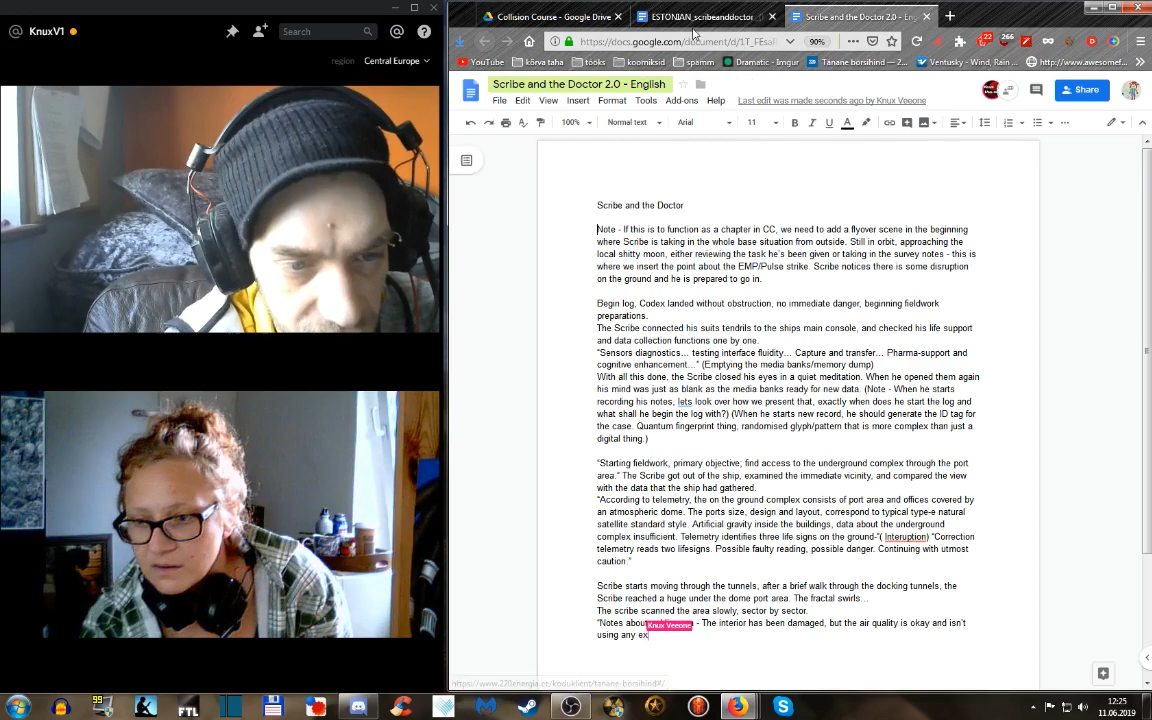 KnuxV1
Search
region Central Europe
Collision Course - Google Drive
ESTONIAN_scribeanddoctor
Scribe and the Doctor 2.0 - En
https://docs.google.com/document/d/1T_FEsal
90%
22
266
YouTube
kõrva taha
tööks
koomiksid
spämm
Dramatic - Imgur
Tänane börsihind —
Ventusky - Wind, Rain
http://www.awesomef...
Scribe and the Doctor 2.0 - English
File Edit View Insert Format Tools Add-ons Help Last edit was made seconds ago by Knux Veeone
Share
100% Normal text Arial 11 B I U A
Scribe and the Doctor
Note - If this is to function as a chapter in CC, we need to add a flyover scene in the beginning
where Scribe is taking in the whole base situation from outside. Still in orbit, approaching the
local shitty moon, either reviewing the task he's been given or taking in the survey notes - this is
where we insert the point about the EMP/Pulse strike. Scribe notices there is some disruption
on the ground and he is prepared to go in.
Begin log, Codex landed without obstruction, no immediate danger, beginning fieldwork
preparations.
The Scribe connected his suits tendrils to the ships main console, and checked his life support
and data collection functions one by one.
"Sensors diagnostics… testing interface fluidity… Capture and transfer… Pharma-support and
cognitive enhancement…" (Emptying the media banks/memory dump)
With all this done, the Scribe closed his eyes in a quiet meditation. When he opened them again
his mind was just as blank as the media banks ready for new data. (Note - When he starts
recording his notes, lets look over how we present that, exactly when does he start the log and
what shall he begin the log with?) (When he starts new record, he should generate the ID tag for
the case. Quantum fingerprint thing, randomised glyph/pattern that is more complex than just a
digital thing.)
"Starting fieldwork, primary objective; find access to the underground complex through the port
area." The Scribe got out of the ship, examined the immediate vicinity, and compared the view
with the data that the ship had gathered.
"According to telemetry, the on the ground complex consists of port area and offices covered by
an atmospheric dome. The ports size, design and layout, correspond to typical type-e natural
satellite standard style. Artificial gravity inside the buildings, data about the underground
complex insufficient. Telemetry identifies three life signs on the ground-"( Interuption) "Correction
telemetry reads two lifesigns. Possible faulty reading, possible danger. Continuing with utmost
caution."
Scribe starts moving through the tunnels, after a brief walk through the docking tunnels, the
Scribe reached a huge under the dome port area. The fractal swirls…
The scribe scanned the area slowly, sector by sector.
"Notes about - The interior has been damaged, but the air quality is okay and isn't
Knux Veeone
using any ex
https://www.220energia.ee/koduklient/tanane-borsihind#/
99
FTL
12:25
11.06.2019